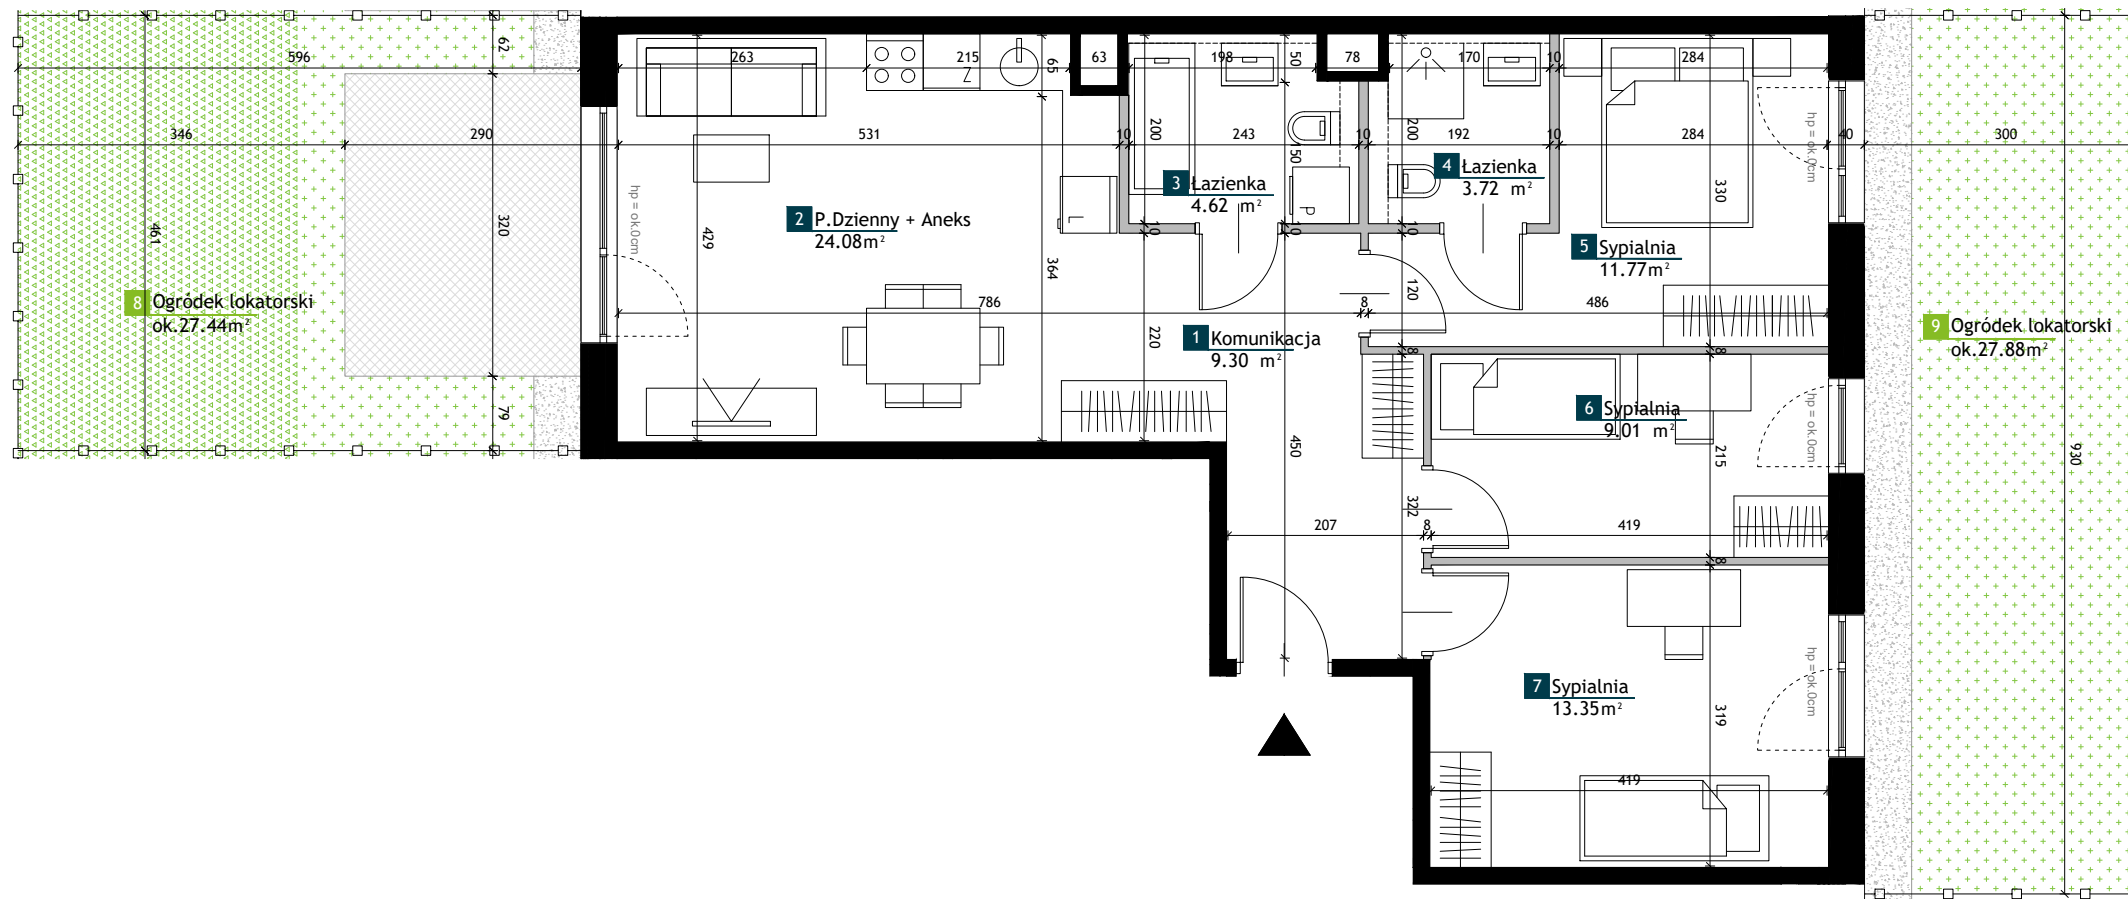 62
596
263
215
65
63
198
50
78
170
10
284
346
290
531
10
200
243
50
10
200
192
10
284
40
300
hp = ok.0cm
4 Łazienka
3.72 m²
3 Łazienka
4.62 m²
P
L
Z
330
2 P.Dzienny + Aneks
24.08m²
hp = ok.0cm
461
320
429
364
10
10
10
5 Sypialnia
11.77m²
8 Ogródek lokatorski
ok.27.44m²
786
8
120
486
220
1 Komunikacja
9.30 m²
8
8
9 Ogródek lokatorski
ok.27.88m²
79
6 Sypialnia
9.01 m²
hp = ok.0cm
450
215
930
322
207
8
419
8
7 Sypialnia
13.35m²
hp = ok.0cm
319
419